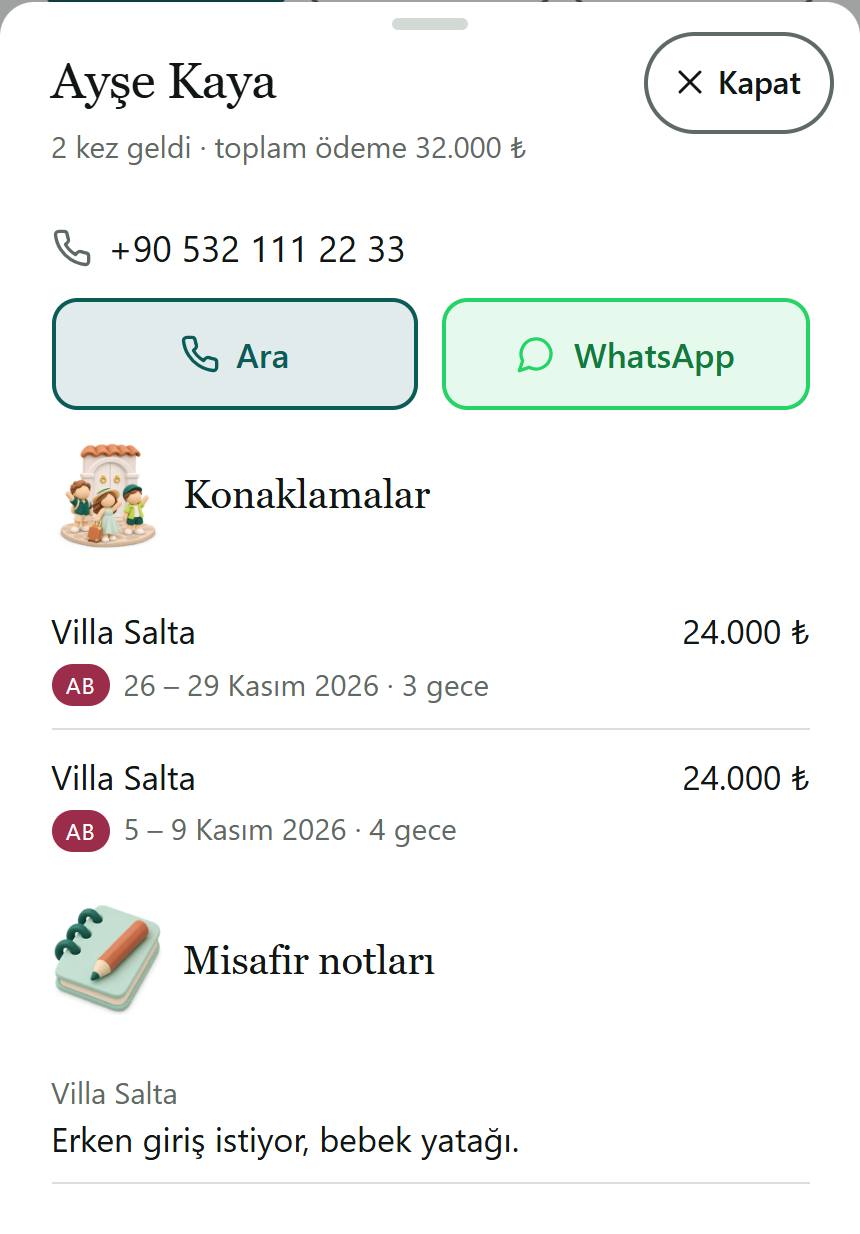 Ayşe Kaya
Kapat
2 kez geldi · toplam ödeme 32.000 ₺
+90 532 111 22 33
Ara
WhatsApp
Konaklamalar
Villa Salta
24.000 ₺
AB 26 – 29 Kasım 2026 · 3 gece
Villa Salta
24.000 ₺
AB 5 – 9 Kasım 2026 · 4 gece
Misafir notları
Villa Salta
Erken giriş istiyor, bebek yatağı.